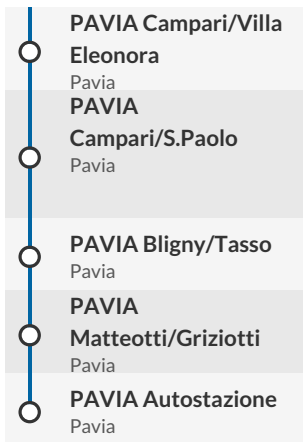 PAVIA Campari/Villa
Eleonora
Pavia
PAVIA
Campari/S.Paolo
Pavia
PAVIA Bligny/Tasso
Pavia
PAVIA
Matteotti/Griziotti
Pavia
PAVIA Autostazione
Pavia